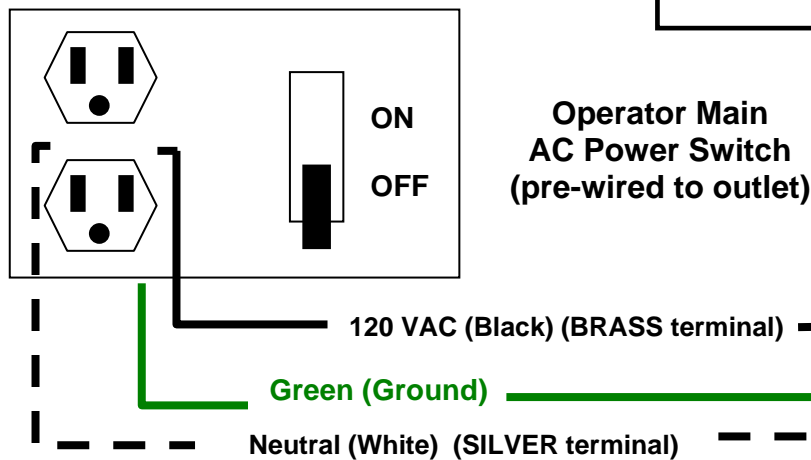 ON
OFF
Operator Main
AC Power Switch
(pre-wired to outlet)
120 VAC (Black) (BRASS terminal)
Green (Ground)
Neutral (White) (SILVER terminal)